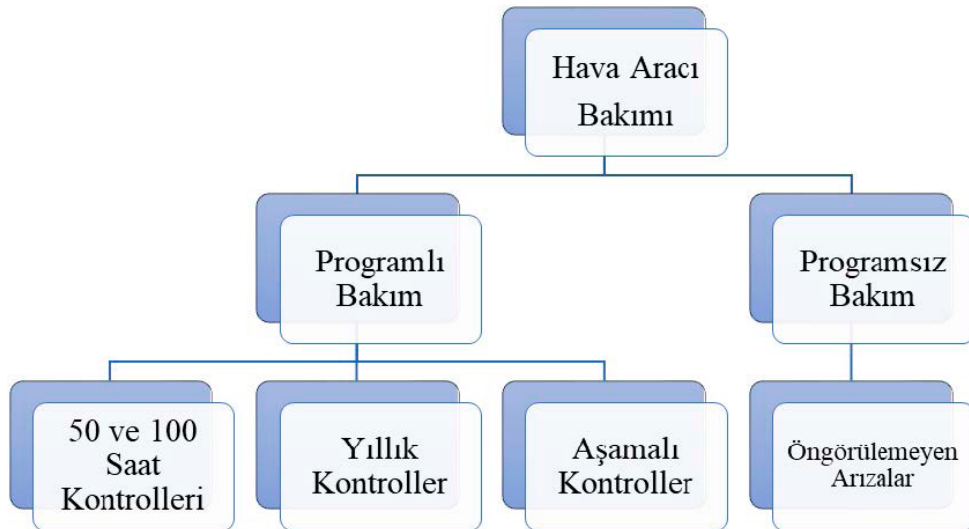 Hava Aracı
Bakımı
Programlı
Bakım
Programsız
Bakım
50 ve 100
Saat
Kontrolleri
Yıllık
Kontroller
Aşamalı
Kontroller
Öngörülemeyen
Arızalar